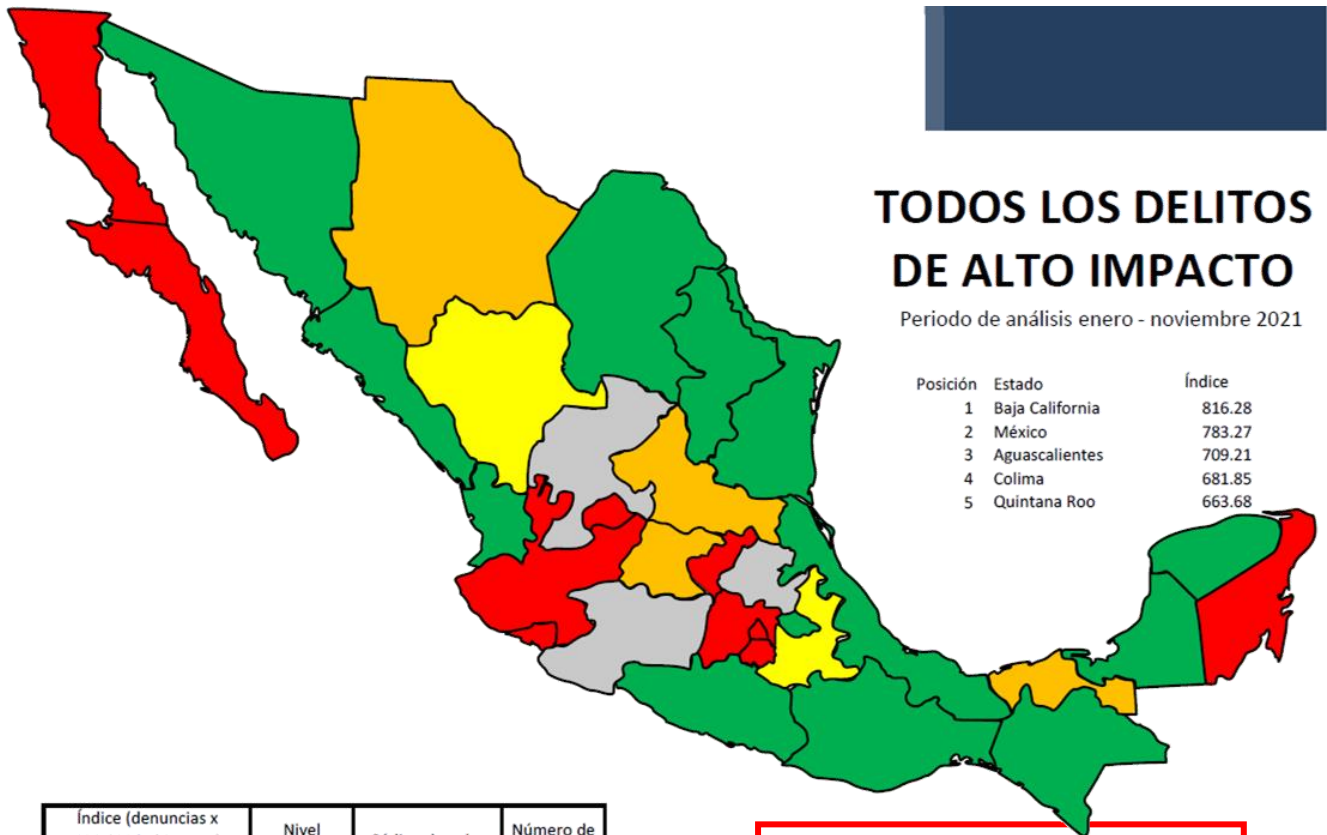 TODOS LOS DELITOS
DE ALTO IMPACTO
Periodo de análisis enero - noviembre 2021
Posición Estado Índice
1 Baja California 816.28
2 México 783.27
3 Aguascalientes 709.21
4 Colima 681.85
5 Quintana Roo 663.68
Índice (denuncias x
Nivel
Número de